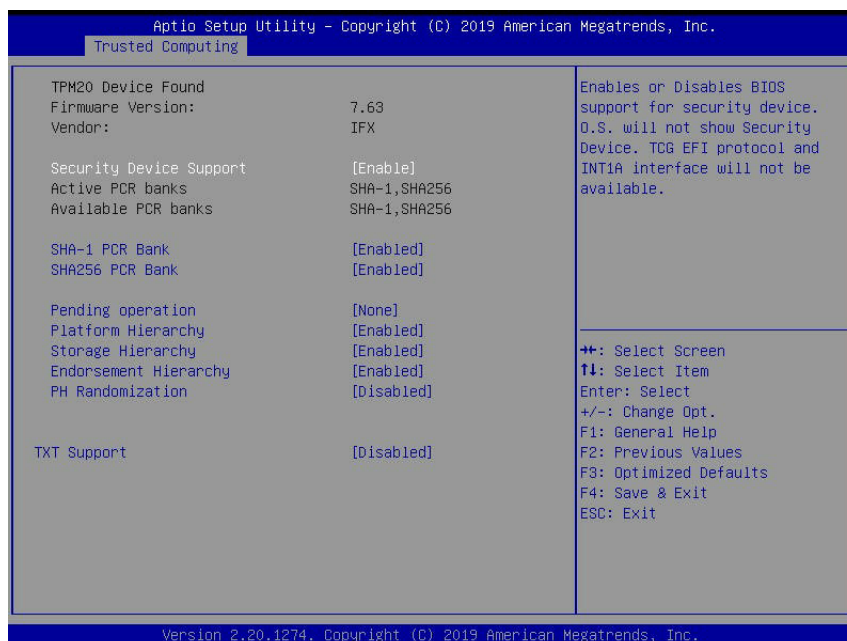 Aptio Setup Utility – Copyright (C) 2019 American Megatrends, Inc.
Trusted Computing
TPM20 Device Found
Firmware Version: 7.63
Vendor: IFX
Security Device Support [Enable]
Active PCR banks SHA-1,SHA256
Available PCR banks SHA-1,SHA256
SHA-1 PCR Bank [Enabled]
SHA256 PCR Bank [Enabled]
Pending operation [None]
Platform Hierarchy [Enabled]
Storage Hierarchy [Enabled]
Endorsement Hierarchy [Enabled]
PH Randomization [Disabled]
TXT Support [Disabled]
Enables or Disables BIOS
support for security device.
O.S. will not show Security
Device. TCG EFI protocol and
INT1A interface will not be
available.
→←: Select Screen
↑↓: Select Item
Enter: Select
+/-: Change Opt.
F1: General Help
F2: Previous Values
F3: Optimized Defaults
F4: Save & Exit
ESC: Exit
Version 2.20.1274. Copyright (C) 2019 American Megatrends, Inc.